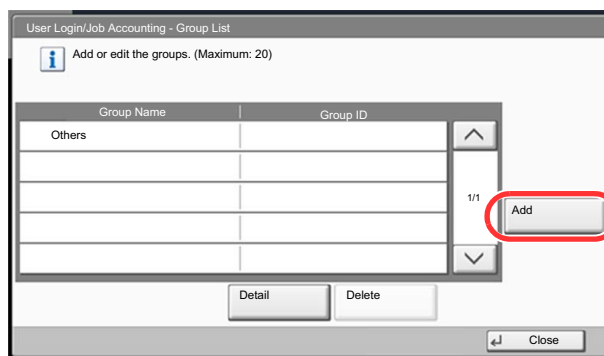 User Login/Job Accounting - Group List
Add or edit the groups. (Maximum: 20)
Group Name Group ID
Others
1/1
Add
Detail Delete
Close